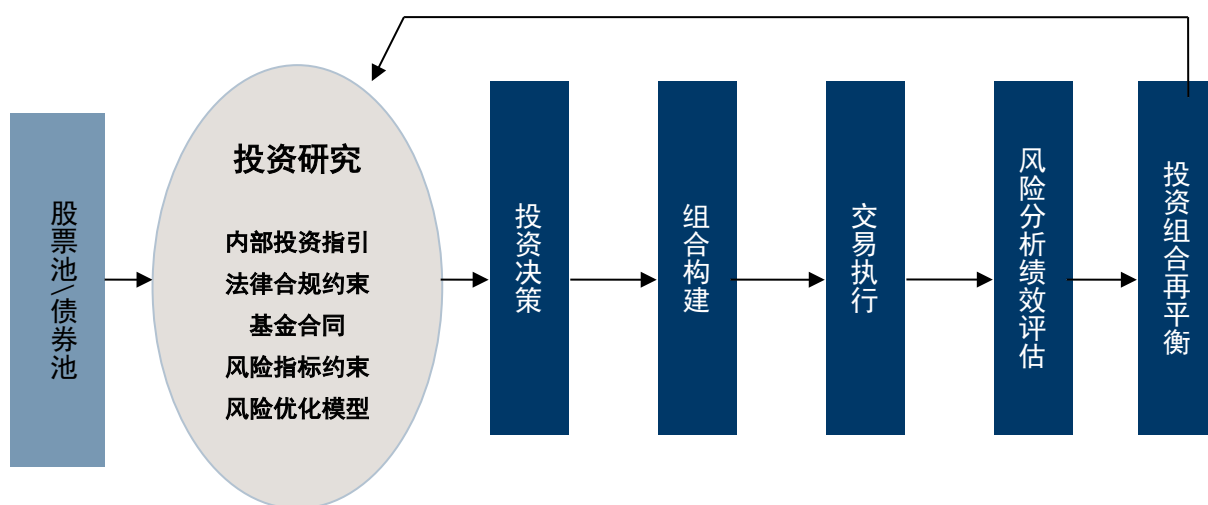 股票池/债券池
投资研究
内部投资指引
法律合规约束
基金合同
风险指标约束
风险优化模型
投资决策
组合构建
交易执行
风险分析绩效评估
投资组合再平衡